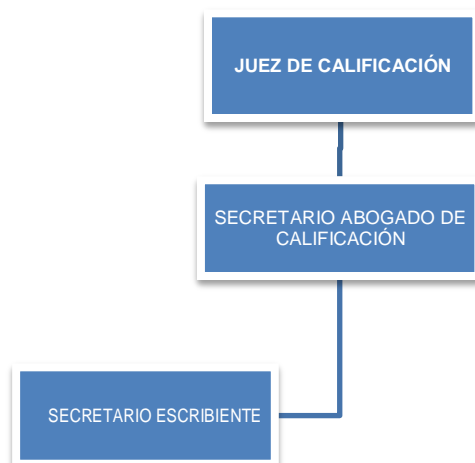 JUEZ DE CALIFICACIÓN
SECRETARIO ABOGADO DE
CALIFICACIÓN
SECRETARIO ESCRIBIENTE